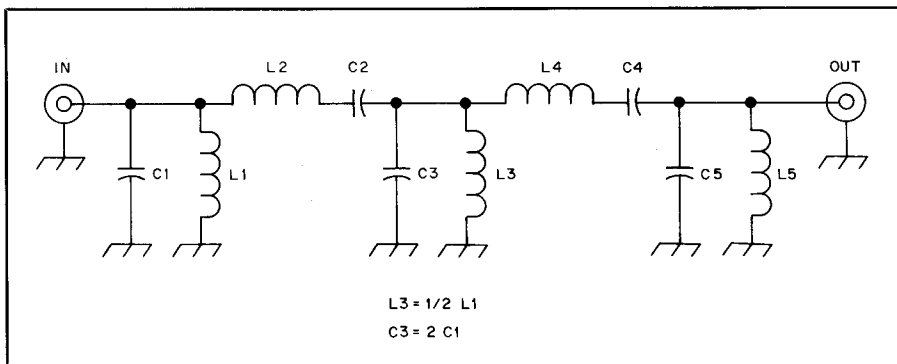 IN
L2
C2
L4
C4
OUT
C1
L1
C3
L3
C5
L5
L3 = 1/2 L1
C3 = 2 C1